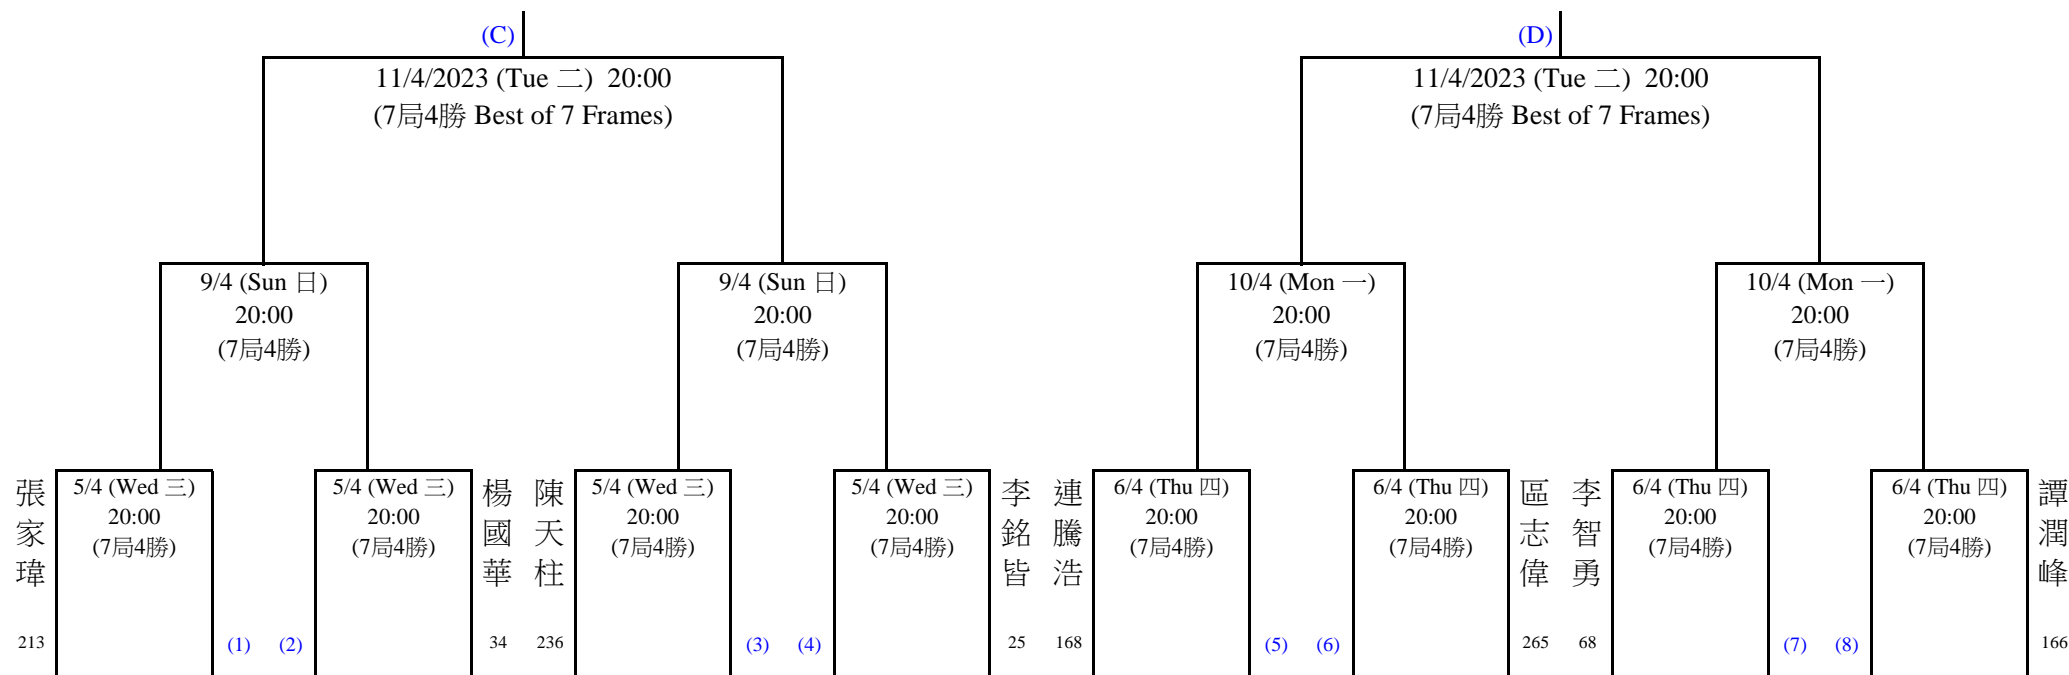 (C)
(D)
11/4/2023 (Tue 二) 20:00
(7局4勝 Best of 7 Frames)
11/4/2023 (Tue 二) 20:00
(7局4勝 Best of 7 Frames)
9/4 (Sun 日)
20:00
(7局4勝)
9/4 (Sun 日)
20:00
(7局4勝)
10/4 (Mon 一)
20:00
(7局4勝)
10/4 (Mon 一)
20:00
(7局4勝)
張家瑋
213
5/4 (Wed 三)
20:00
(7局4勝)
(1)
(2)
5/4 (Wed 三)
20:00
(7局4勝)
楊國華
34
陳天柱
236
5/4 (Wed 三)
20:00
(7局4勝)
(3)
(4)
5/4 (Wed 三)
20:00
(7局4勝)
李銘皆
25
連騰浩
168
6/4 (Thu 四)
20:00
(7局4勝)
(5)
(6)
6/4 (Thu 四)
20:00
(7局4勝)
區志偉
265
李智勇
68
6/4 (Thu 四)
20:00
(7局4勝)
(7)
(8)
6/4 (Thu 四)
20:00
(7局4勝)
譚潤峰
166